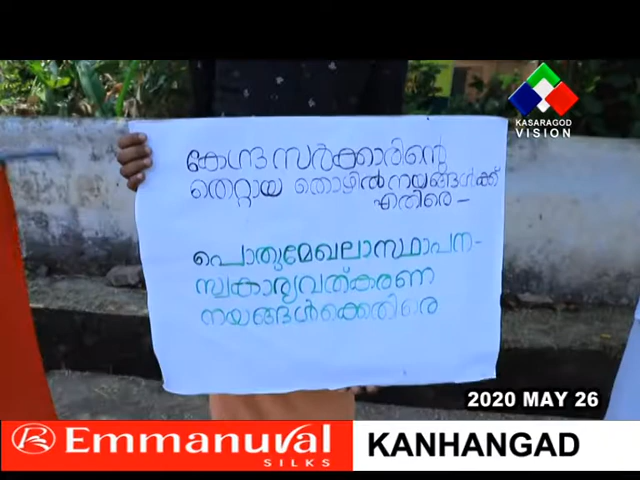 KASARAGOD
VISION
കേന്ദ്ര സർക്കാരിന്റെ
തെറ്റായ തൊഴിൽ നയങ്ങൾക്ക്
എതിരെ -
പൊതുമേഖലാസ്ഥാപന-
സ്വകാര്യവത്കരണ
നയങ്ങൾക്കെതിരെ
2020 MAY 26
Emmanuval
SILKS
KANHANGAD